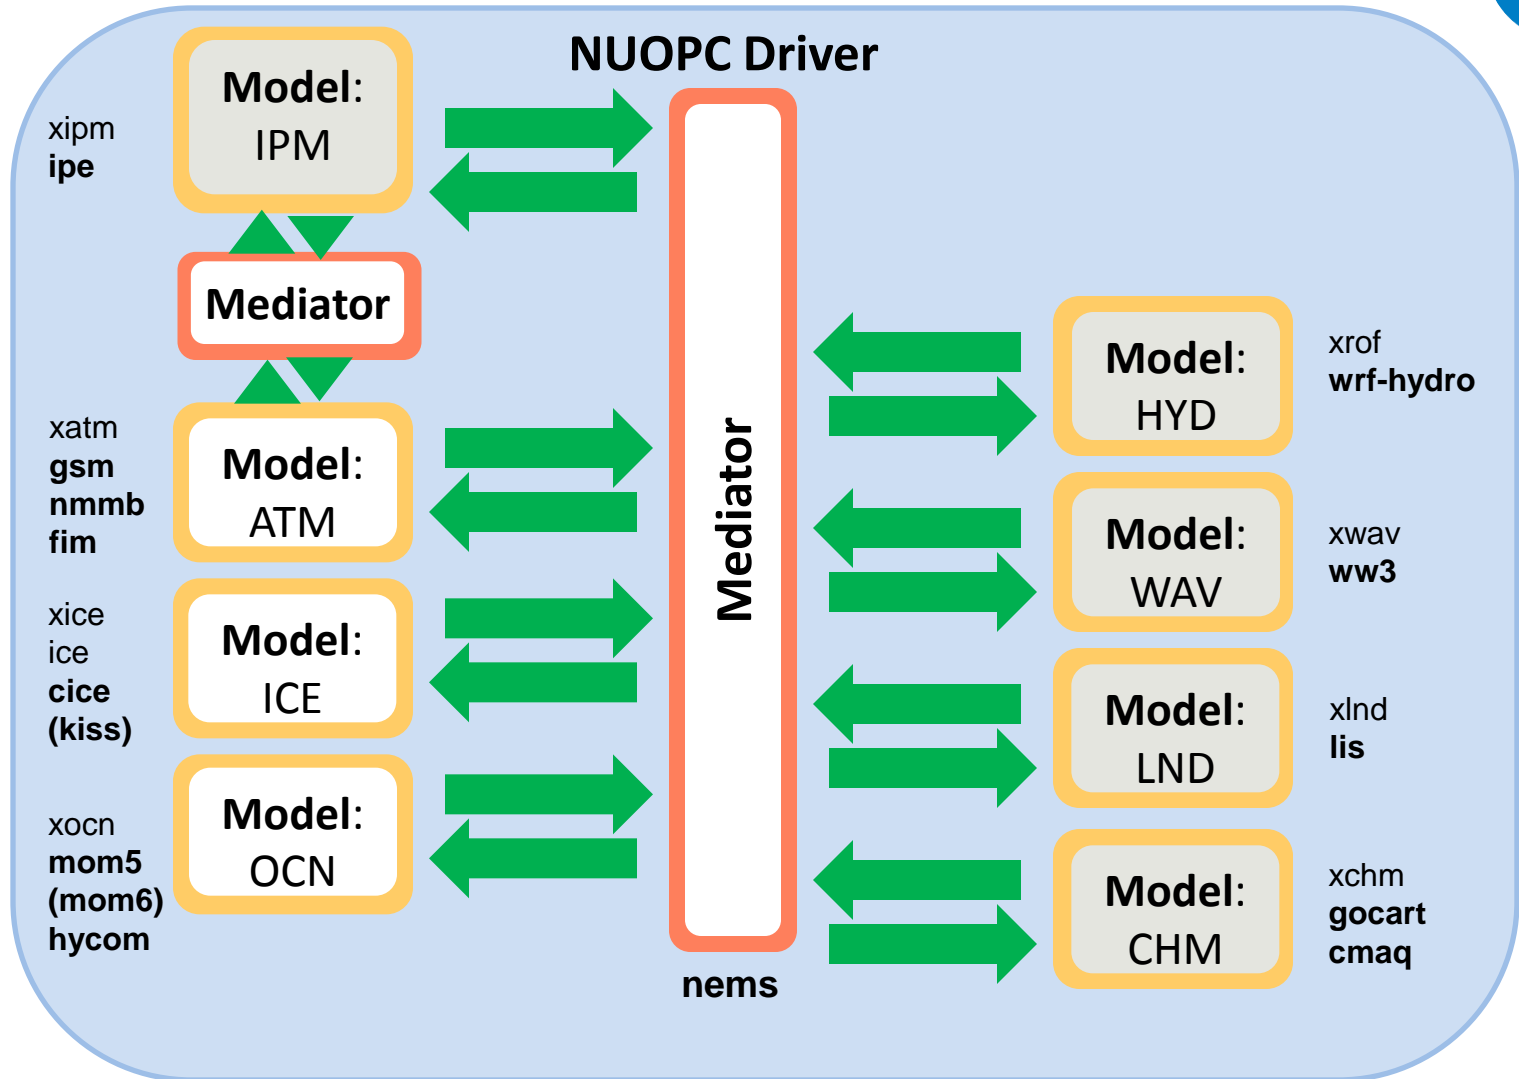 NUOPC Driver
xipm
ipe
Model:
IPM
Mediator
xatm
gsm
nmmb
fim
Model:
ATM
xice
ice
cice
(kiss)
Model:
ICE
xocn
mom5
(mom6)
hycom
Model:
OCN
Mediator
nems
Model:
HYD
xrof
wrf-hydro
Model:
WAV
xwav
ww3
Model:
LND
xlnd
lis
Model:
CHM
xchm
gocart
cmaq